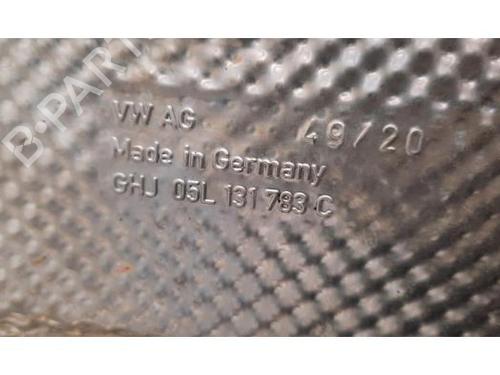 B-PARTS
VW AG 49/20
Made in Germany
GHJ 05L 131 783 C